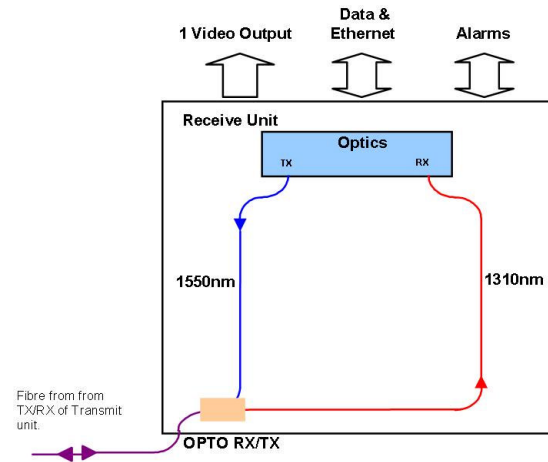 1 Video Output
Data &
Ethernet
Alarms
Receive Unit
Optics
TX
RX
1550nm
1310nm
Fibre from from
TX/RX of Transmit
unit.
OPTO RX/TX